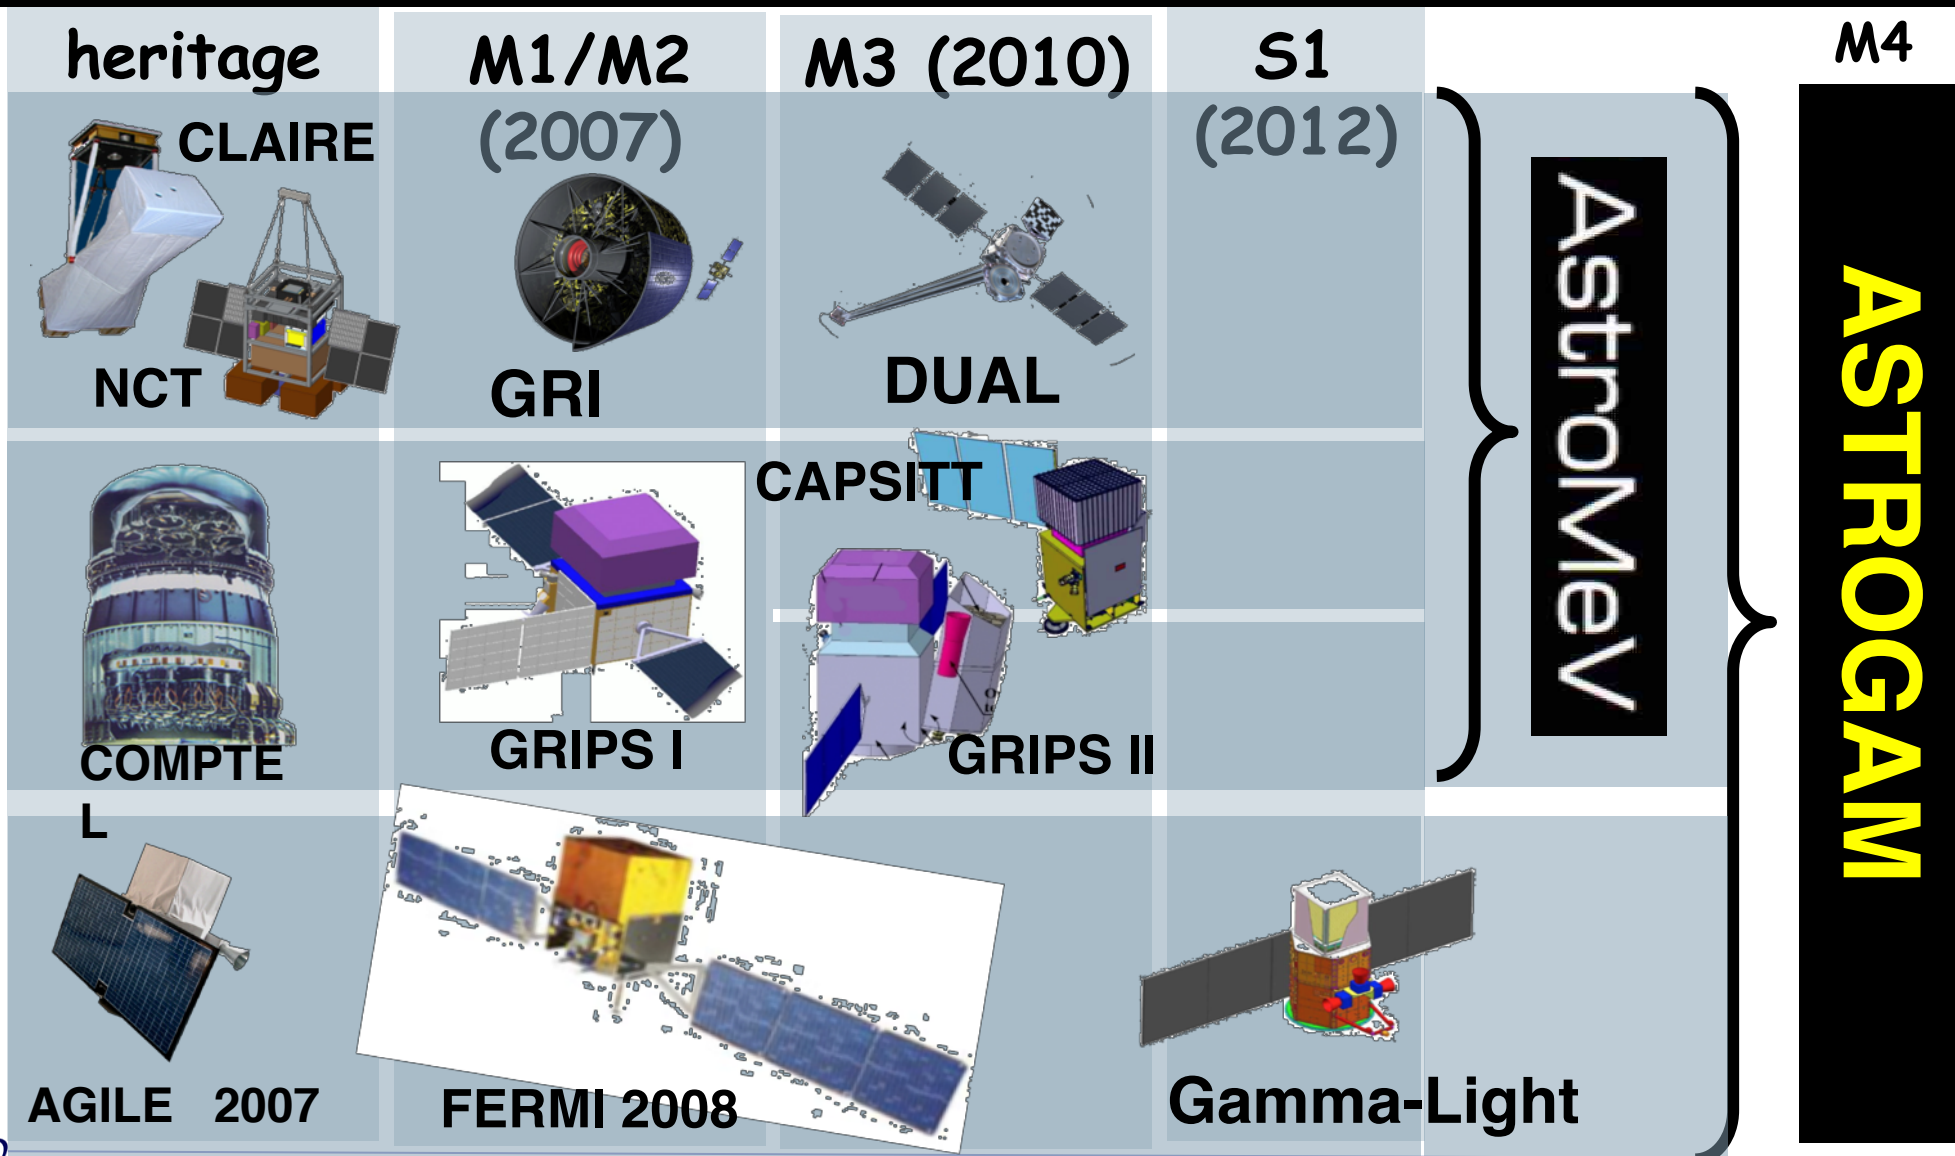 heritage
M1/M2
(2007)
M3 (2010)
S1
(2012)
M4
CLAIRE
NCT
GRI
DUAL
CAPSITT
COMPTE
L
GRIPS I
GRIPS II
AstroMeV
ASTROGAM
AGILE 2007
FERMI 2008
Gamma-Light